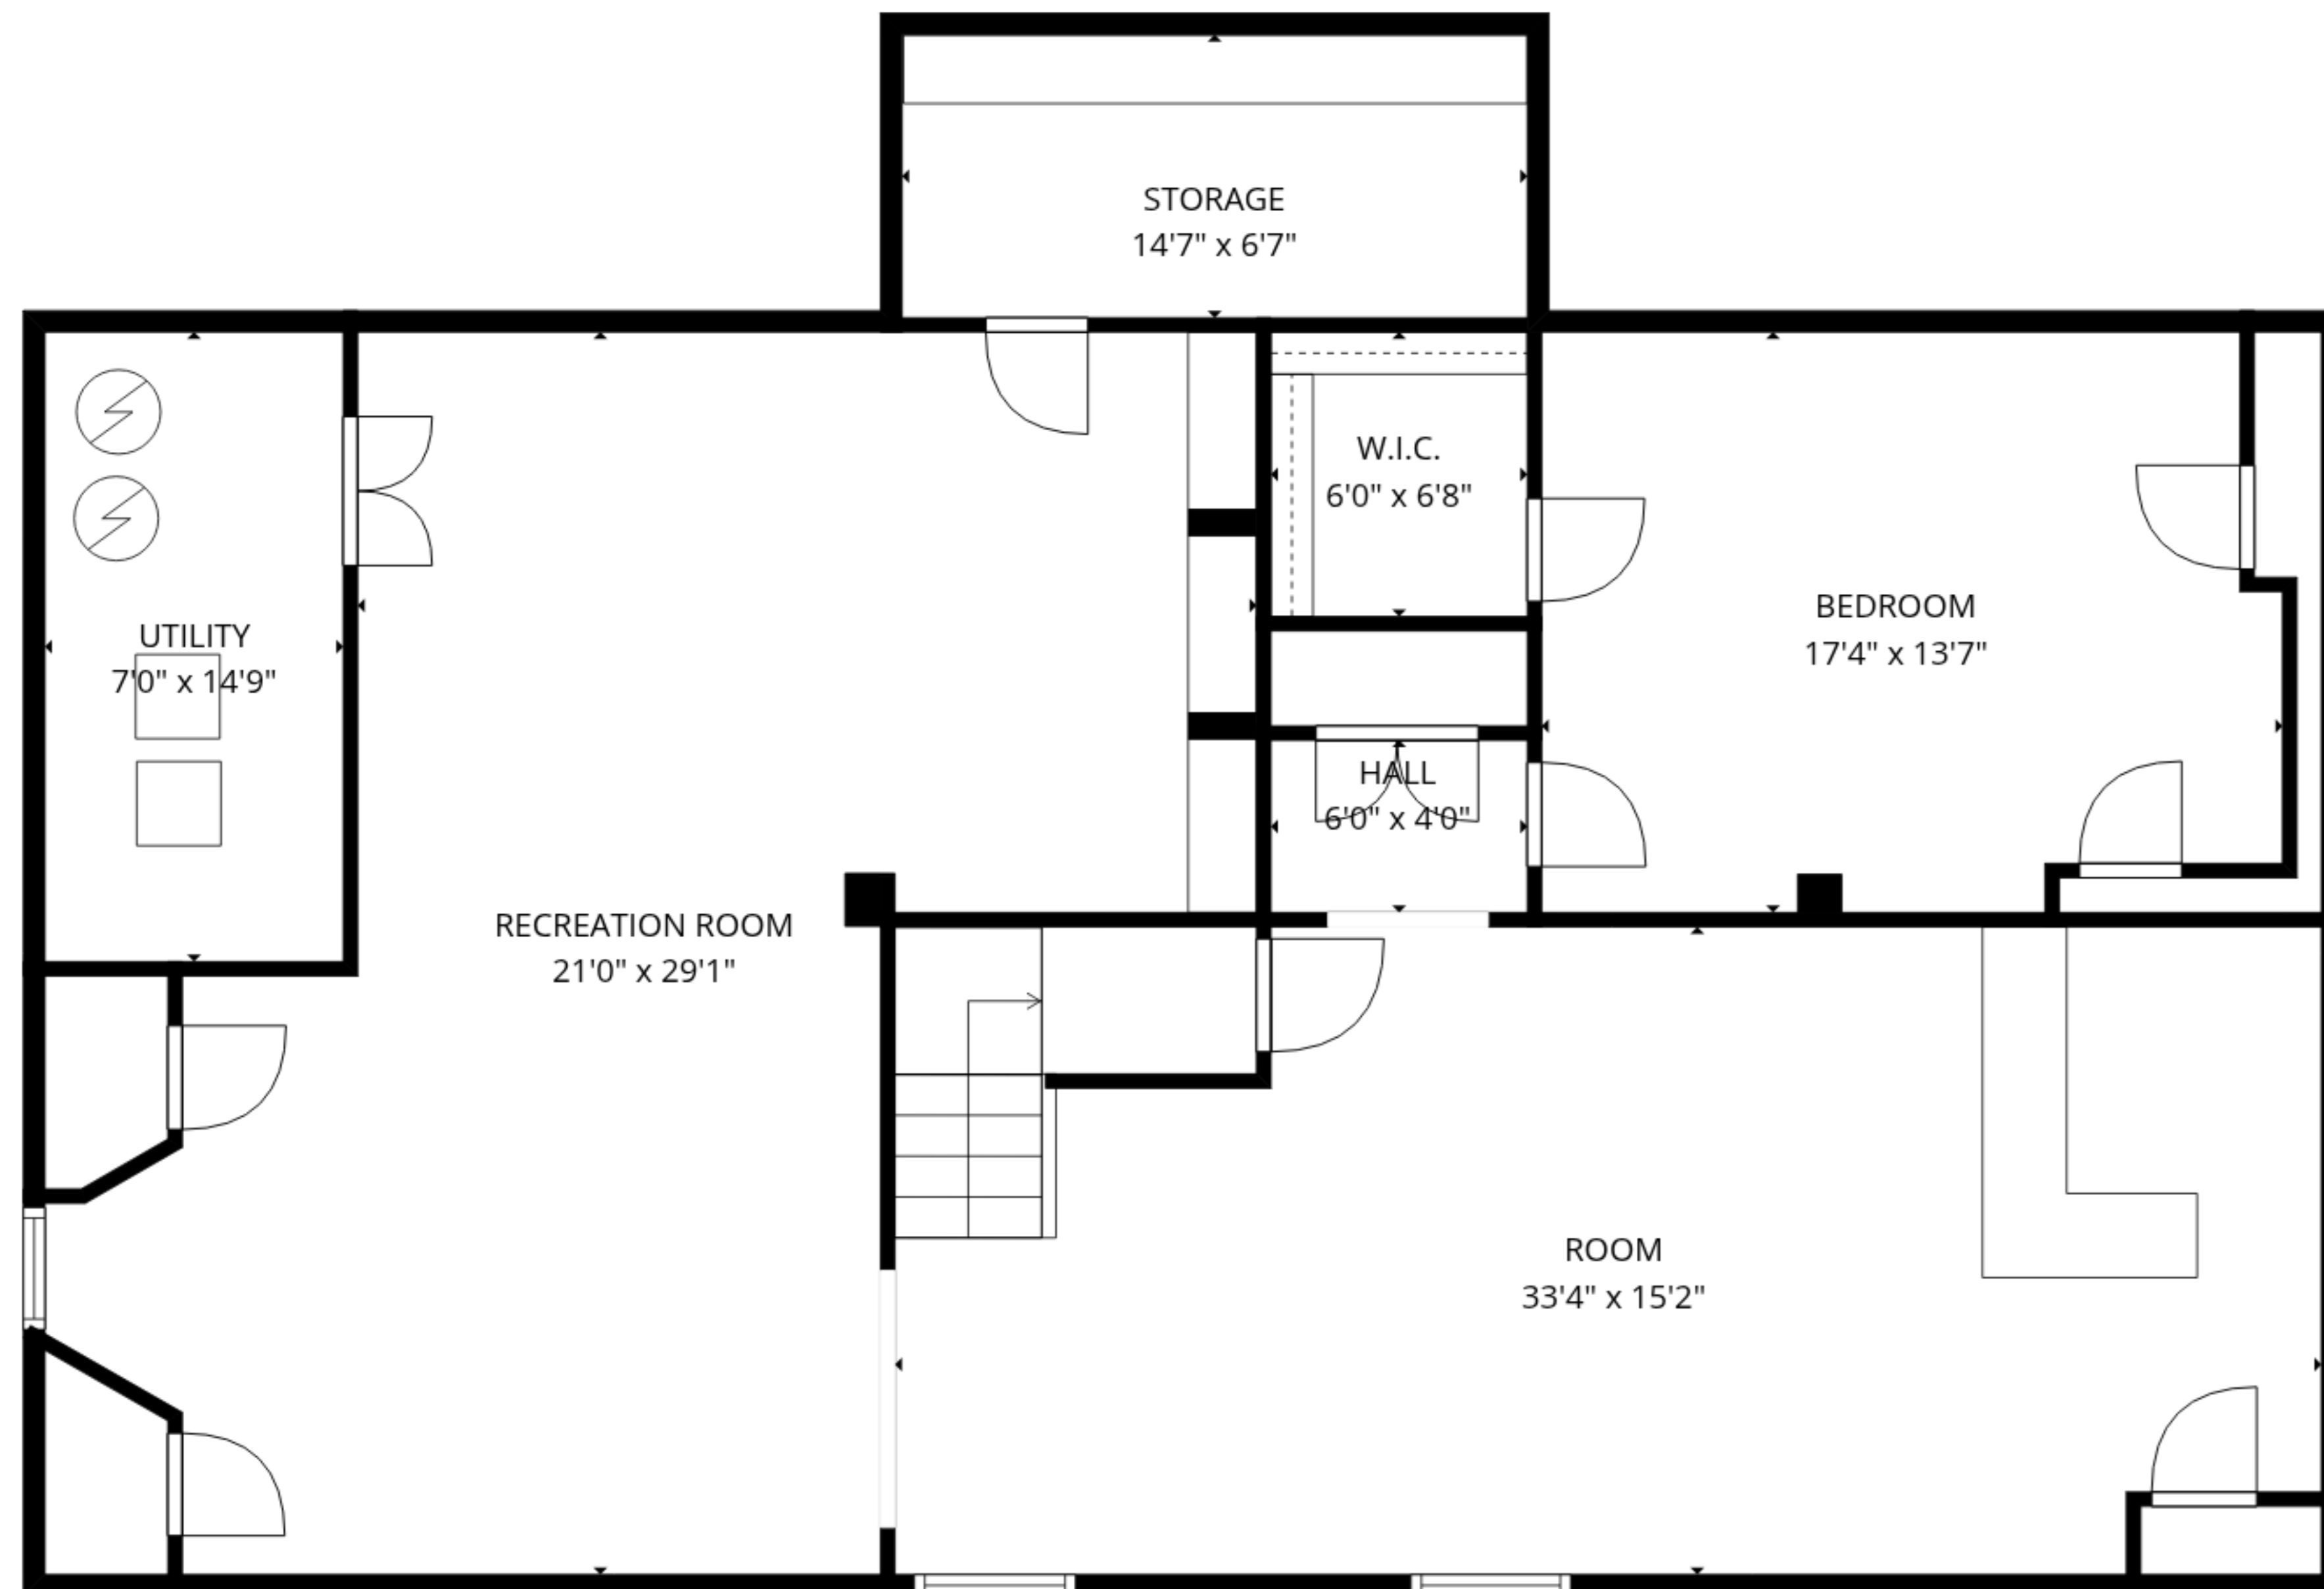 STORAGE
14'7" x 6'7"
W.I.C.
6'0" x 6'8"
BEDROOM
17'4" x 13'7"
UTILITY
7'0" x 14'9"
HALL
6'0" x 4'0"
RECREATION ROOM
21'0" x 29'1"
ROOM
33'4" x 15'2"